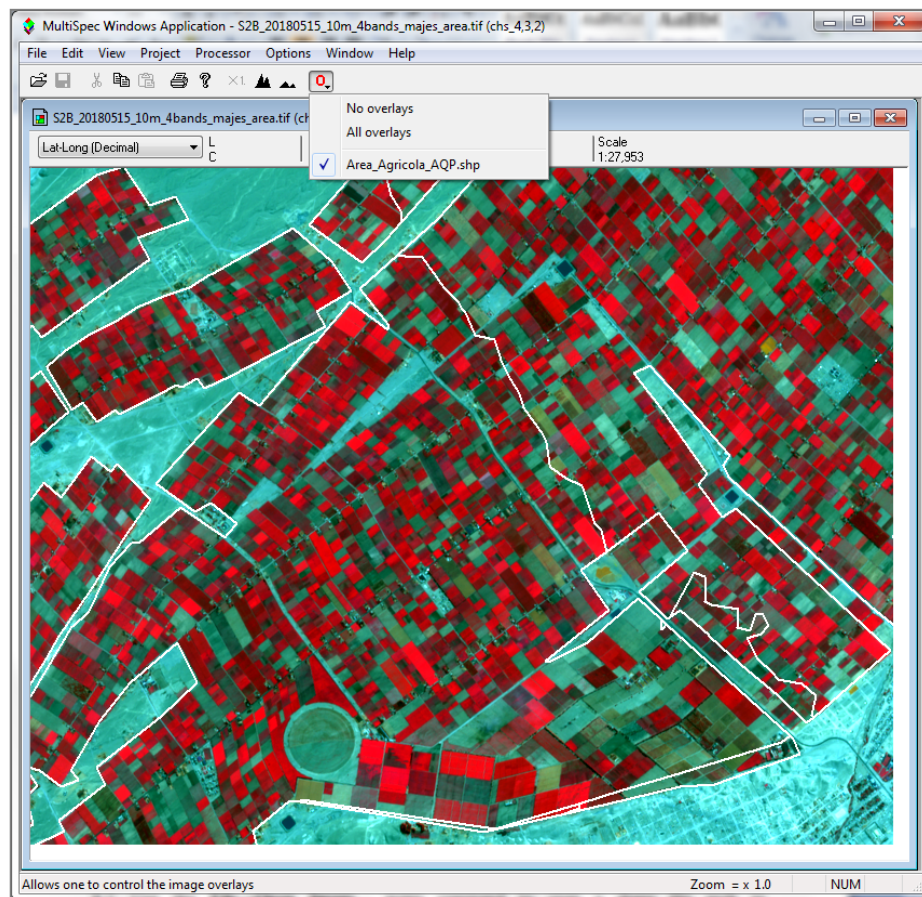 MultiSpec Windows Application - S2B_20180515_10m_4bands_majes_area.tif (chs_4,3,2)
File Edit View Project Processor Options Window Help
×1 O
No overlays
All overlays
Area_Agricola_AQP.shp
S2B_20180515_10m_4bands_majes_area.tif (ch
Lat-Long (Decimal)
L
C
Scale
1:27,953
Allows one to control the image overlays
Zoom = x 1.0
NUM